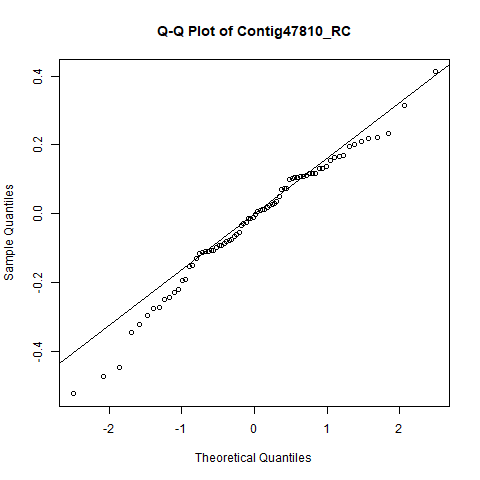 Q-Q Plot of Contig47810_RC
0.4
0.2
0.0
-0.2
-0.4
Sample Quantiles
-2 -1 0 1 2
Theoretical Quantiles